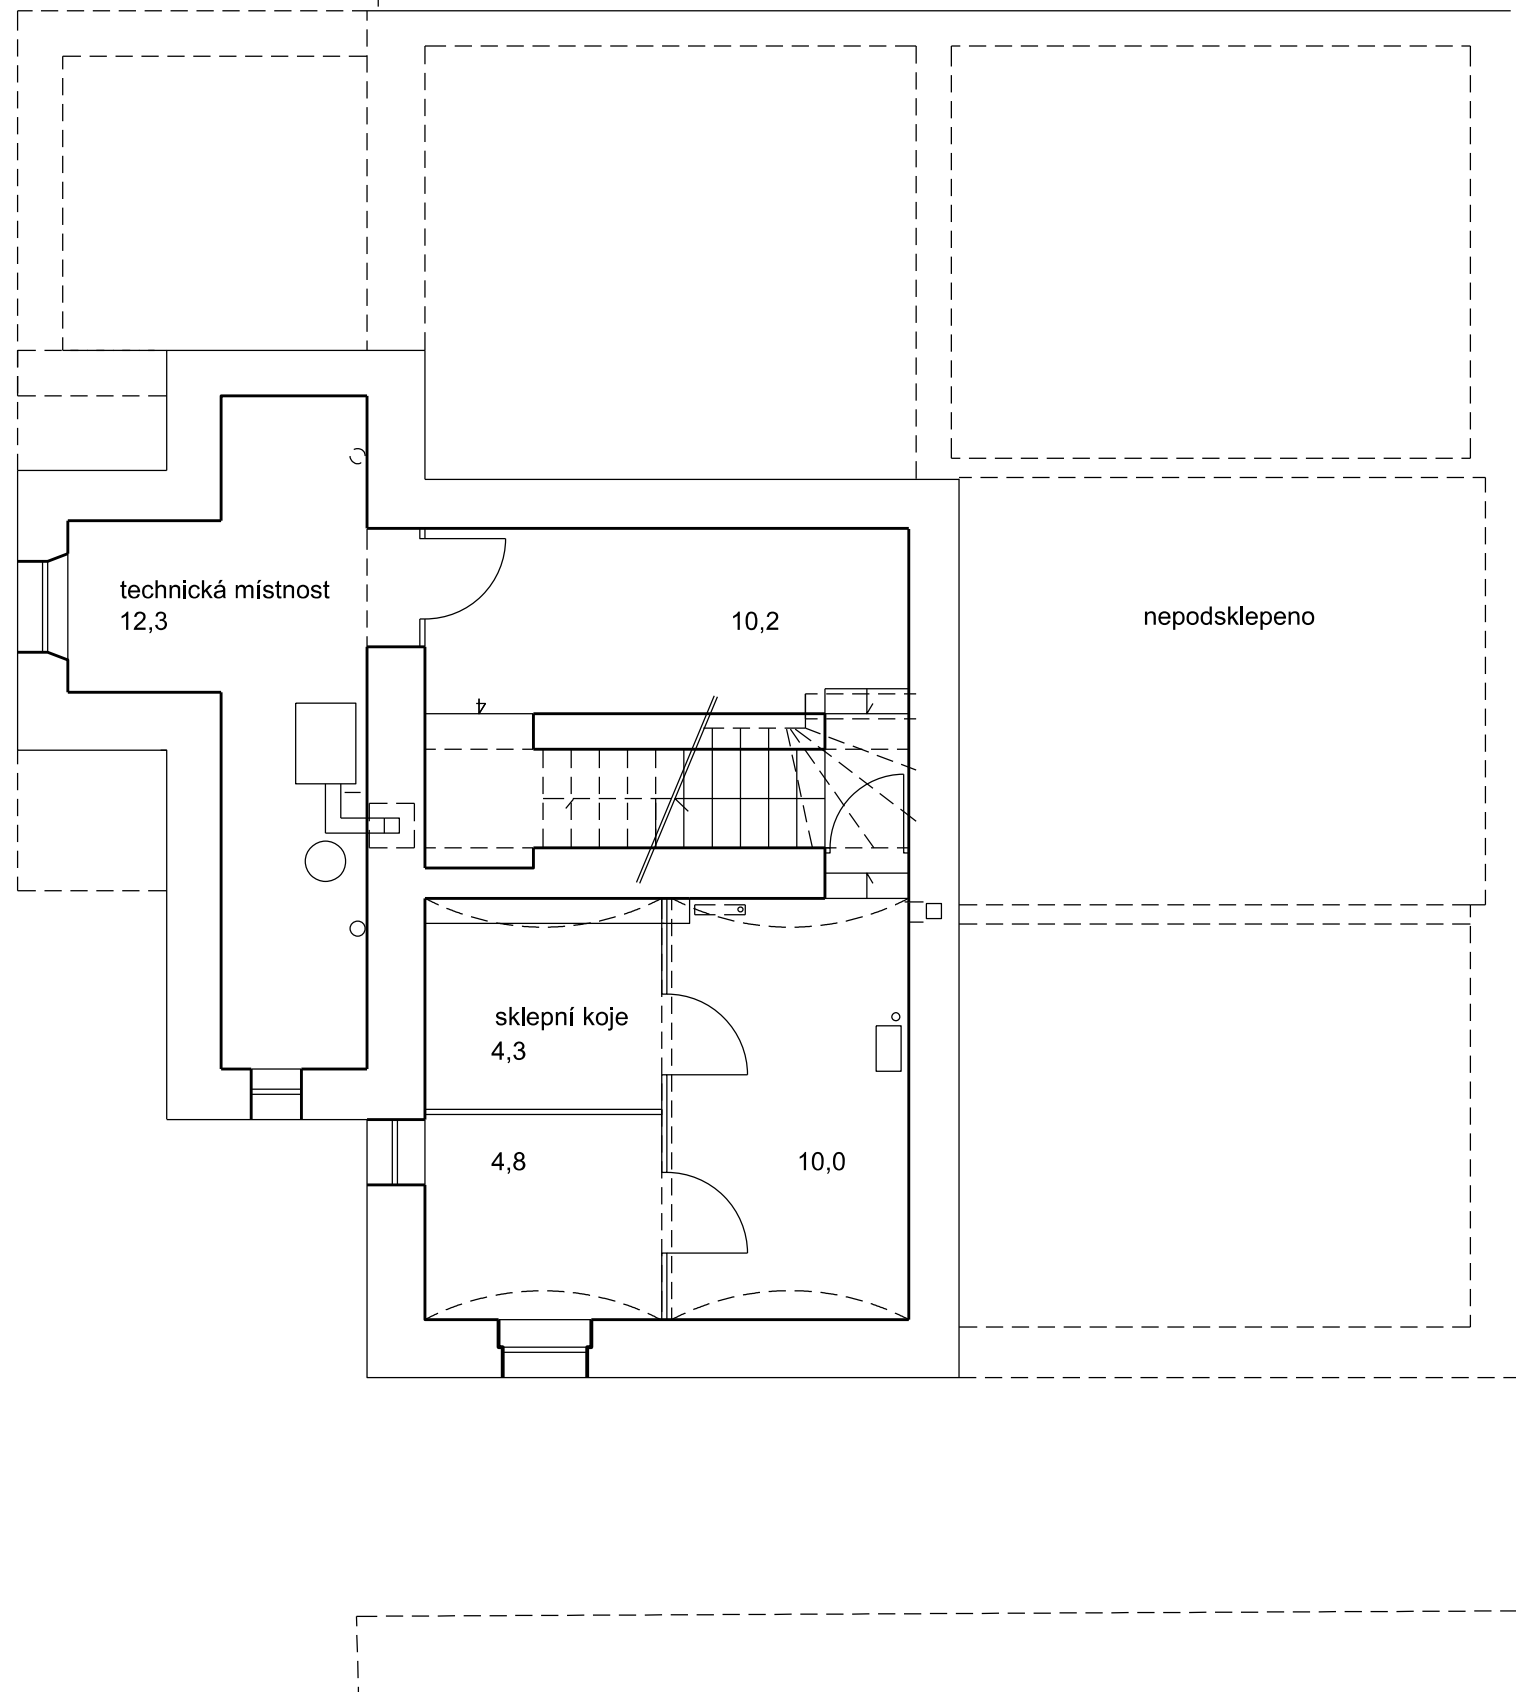 technická místnost
12,3
10,2
nepodsklepeno
sklepní koje
4,3
4,8
10,0